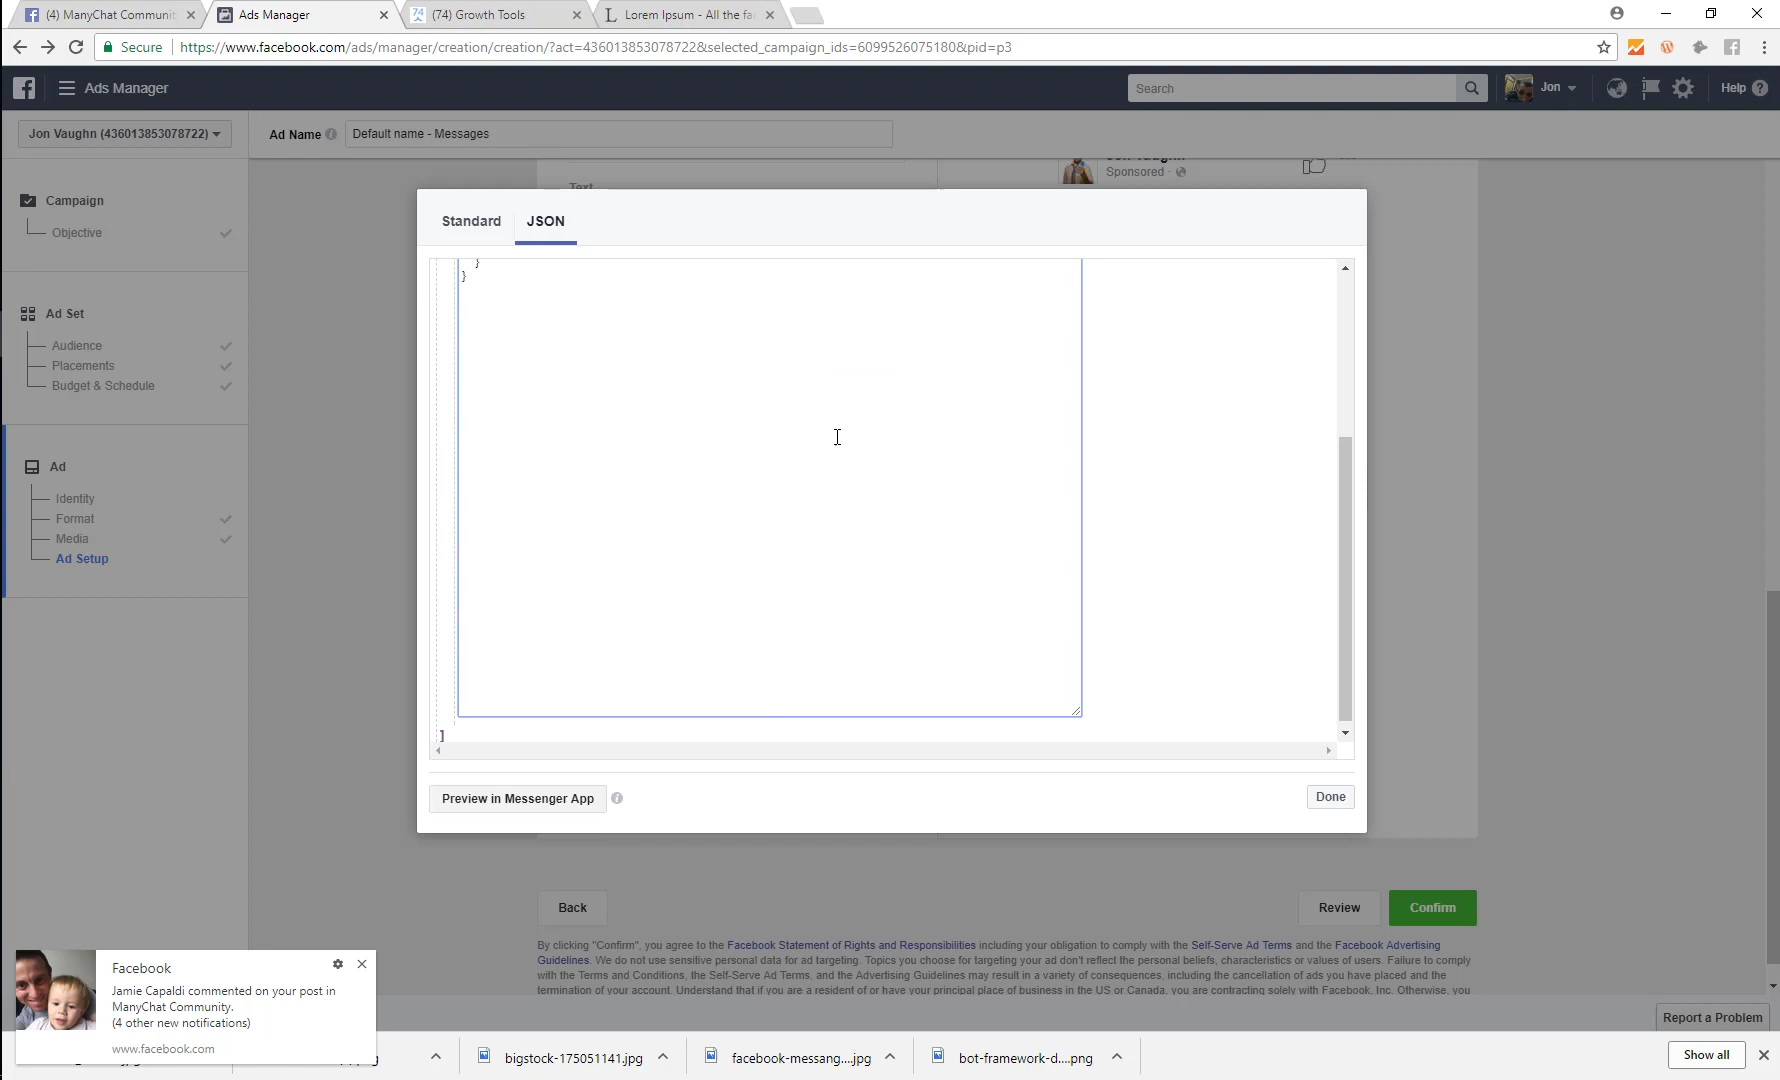 (4) ManyChat Communit
Ads Manager
(74) Growth Tools
Lorem Ipsum - All the fa
Secure
https://www.facebook.com/ads/manager/creation/creation/?act=436013853078722&selected_campaign_ids=6099526075180&pid=p3
Ads Manager
Search
Jon
Help
Jon Vaughn (436013853078722)
Ad Name
Default name - Messages
Campaign
Objective
Ad Set
Audience
Placements
Budget & Schedule
Ad
Identity
Format
Media
Ad Setup
Text
Jon Vaughn
Sponsored ·
Standard
JSON
}
}
]
Preview in Messenger App
Done
Back
Review
Confirm
By clicking "Confirm", you agree to the Facebook Statement of Rights and Responsibilities including your obligation to comply with the Self-Serve Ad Terms and the Facebook Advertising
Guidelines. We do not use sensitive personal data for ad targeting. Topics you choose for targeting your ad don't reflect the personal beliefs, characteristics or values of users. Failure to comply
with the Terms and Conditions, the Self-Serve Ad Terms, and the Advertising Guidelines may result in a variety of consequences, including the cancellation of ads you have placed and the
termination of your account. Understand that if you are a resident of or have your principal place of business in the US or Canada, you are contracting solely with Facebook, Inc. Otherwise, you
Report a Problem
Facebook
Jamie Capaldi commented on your post in
ManyChat Community.
(4 other new notifications)
www.facebook.com
bigstock-175051141.jpg
facebook-messang....jpg
bot-framework-d....png
Show all